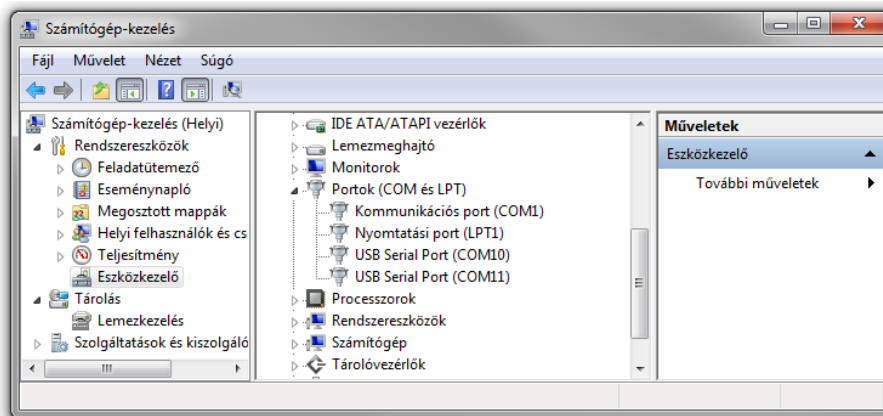 Számítógép-kezelés
Fájl Művelet Nézet Súgó
Számítógép-kezelés (Helyi)
Rendszereszközök
Feladatütemező
Eseménynapló
Megosztott mappák
Helyi felhasználók és cs
Teljesítmény
Eszközkezelő
Tárolás
Lemezkezelés
Szolgáltatások és kiszolgáló
IDE ATA/ATAPI vezérlők
Lemezmeghajtó
Monitorok
Portok (COM és LPT)
Kommunikációs port (COM1)
Nyomtatási port (LPT1)
USB Serial Port (COM10)
USB Serial Port (COM11)
Processzorok
Rendszereszközök
Számítógép
Tárolóvezérlők
Műveletek
Eszközkezelő
További műveletek